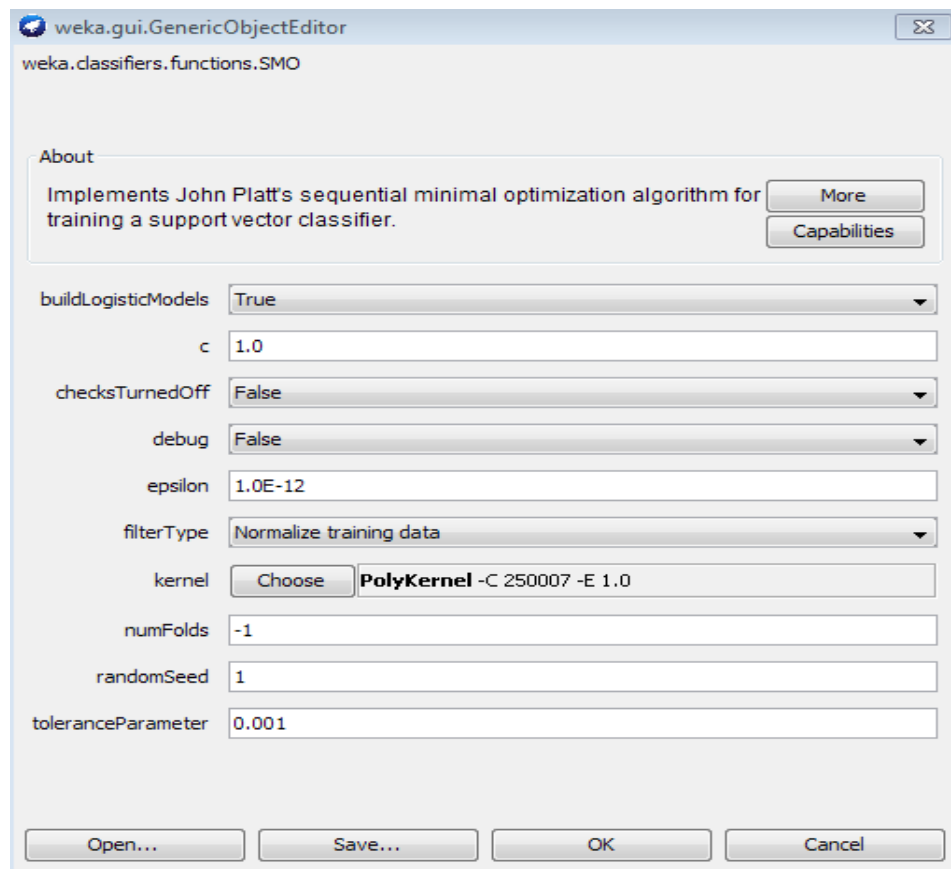 weka.gui.GenericObjectEditor
weka.classifiers.functions.SMO
About
Implements John Platt's sequential minimal optimization algorithm for
training a support vector classifier.
More
Capabilities
buildLogisticModels True
c 1.0
checksTurnedOff False
debug False
epsilon 1.0E-12
filterType Normalize training data
kernel Choose PolyKernel -C 250007 -E 1.0
numFolds -1
randomSeed 1
toleranceParameter 0.001
Open... Save... OK Cancel